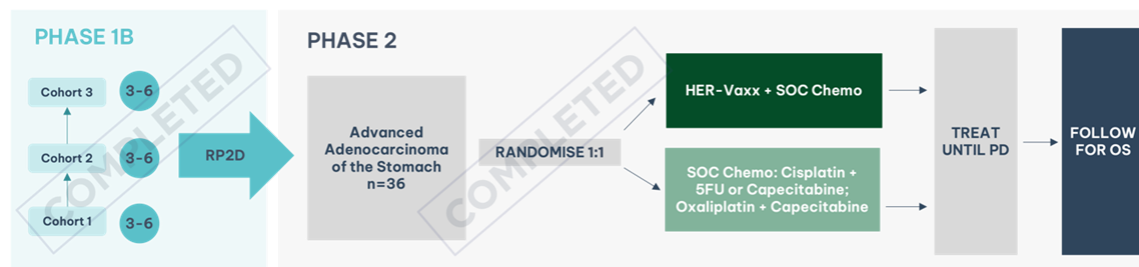 PHASE 1B
Cohort 3
3-6
Cohort 2
3-6
Cohort 1
3-6
COMPLETED
RP2D
PHASE 2
Advanced
Adenocarcinoma
of the Stomach
n=36
COMPLETED
RANDOMISE 1:1
HER-Vaxx + SOC Chemo
SOC Chemo: Cisplatin +
5FU or Capecitabine;
Oxaliplatin + Capecitabine
TREAT
UNTIL PD
FOLLOW
FOR OS